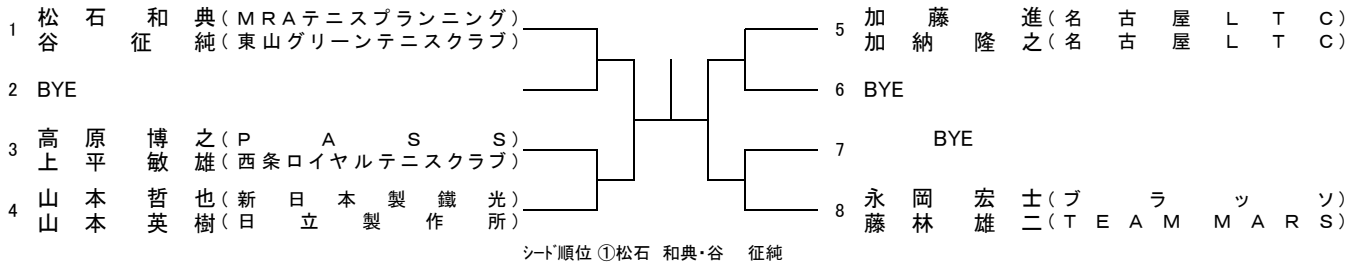 1 松石 和典(MRAテニスプランニング)
谷 征純(東山グリーンテニスクラブ)
2 BYE
3 高原 博之(PASS)
上平 敏雄(西条ロイヤルテニスクラブ)
4 山本 哲也(新日本製鐵光)
山本 英樹(日立製作所)
5 加藤 進(名古屋LTC)
加納 隆之(名古屋LTC)
6 BYE
7 BYE
8 永岡 宏士(ブラッソ)
藤林 雄二(TEAM MARS)
シード順位 ①松石 和典・谷 征純